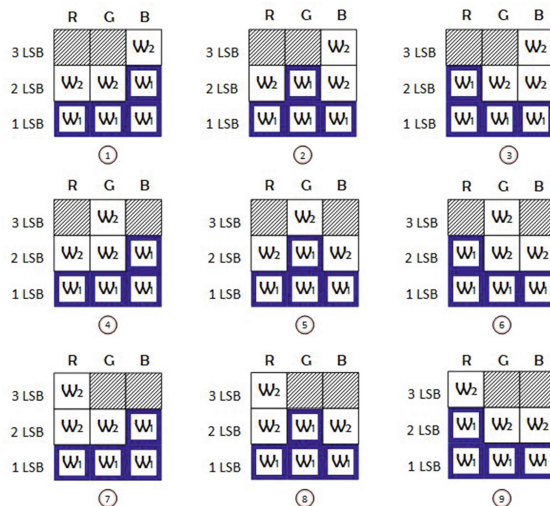 R G B R G B R G B
3 LSB W₂ 3 LSB W₂ 3 LSB W₂
2 LSB W₂ W₂ W₁ 2 LSB W₂ W₁ W₂ 2 LSB W₁ W₂ W₂
1 LSB W₁ W₁ W₁ 1 LSB W₁ W₁ W₁ 1 LSB W₁ W₁ W₁
1 2 3
R G B R G B R G B
3 LSB W₂ 3 LSB W₂ 3 LSB W₂
2 LSB W₂ W₂ W₁ 2 LSB W₂ W₁ W₂ 2 LSB W₁ W₂ W₂
1 LSB W₁ W₁ W₁ 1 LSB W₁ W₁ W₁ 1 LSB W₁ W₁ W₁
4 5 6
R G B R G B R G B
3 LSB W₂ 3 LSB W₂ 3 LSB W₂
2 LSB W₂ W₂ W₁ 2 LSB W₂ W₁ W₂ 2 LSB W₁ W₂ W₂
1 LSB W₁ W₁ W₁ 1 LSB W₁ W₁ W₁ 1 LSB W₁ W₁ W₁
7 8 9